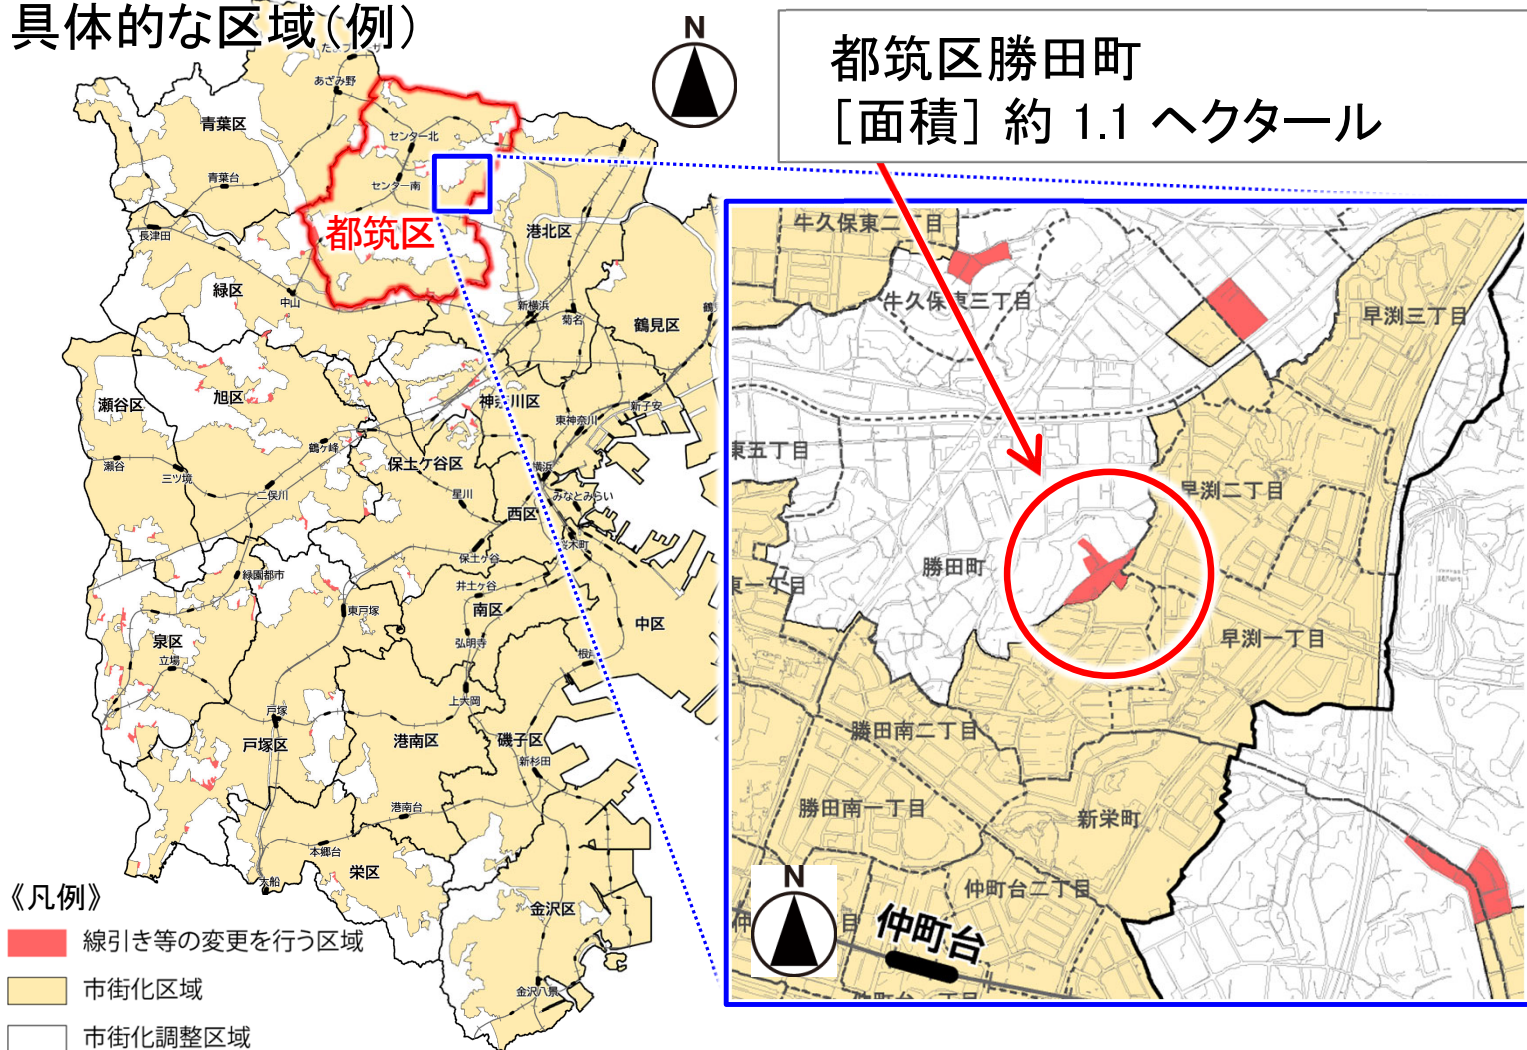 具体的な区域(例)
N
都筑区勝田町
[面積] 約 1.1 ヘクタール
あざみ野
青葉区
センター北
青葉台
センター南
都筑区
港北区
長津田
緑区
中山
新横浜
菊名
鶴見区
瀬谷区
旭区
神奈川区
新子安
東神奈川
鶴ヶ峰
保土ケ谷区
瀬谷
三ツ境
二俣川
星川
横浜
みなとみらい
西区
桜木町
保土ヶ谷
緑園都市
井土ヶ谷
東戸塚
南区
中区
泉区
弘明寺
立場
上大岡
戸塚
戸塚区
港南区
磯子区
新杉田
港南台
本郷台
栄区
大船
金沢区
金沢八景
牛久保東二丁目
牛久保東三丁目
早渕三丁目
東五丁目
早渕二丁目
勝田町
東一丁目
早渕一丁目
勝田南二丁目
勝田南一丁目
新栄町
仲町台二丁目
N
仲町台
《凡例》
線引き等の変更を行う区域
市街化区域
市街化調整区域